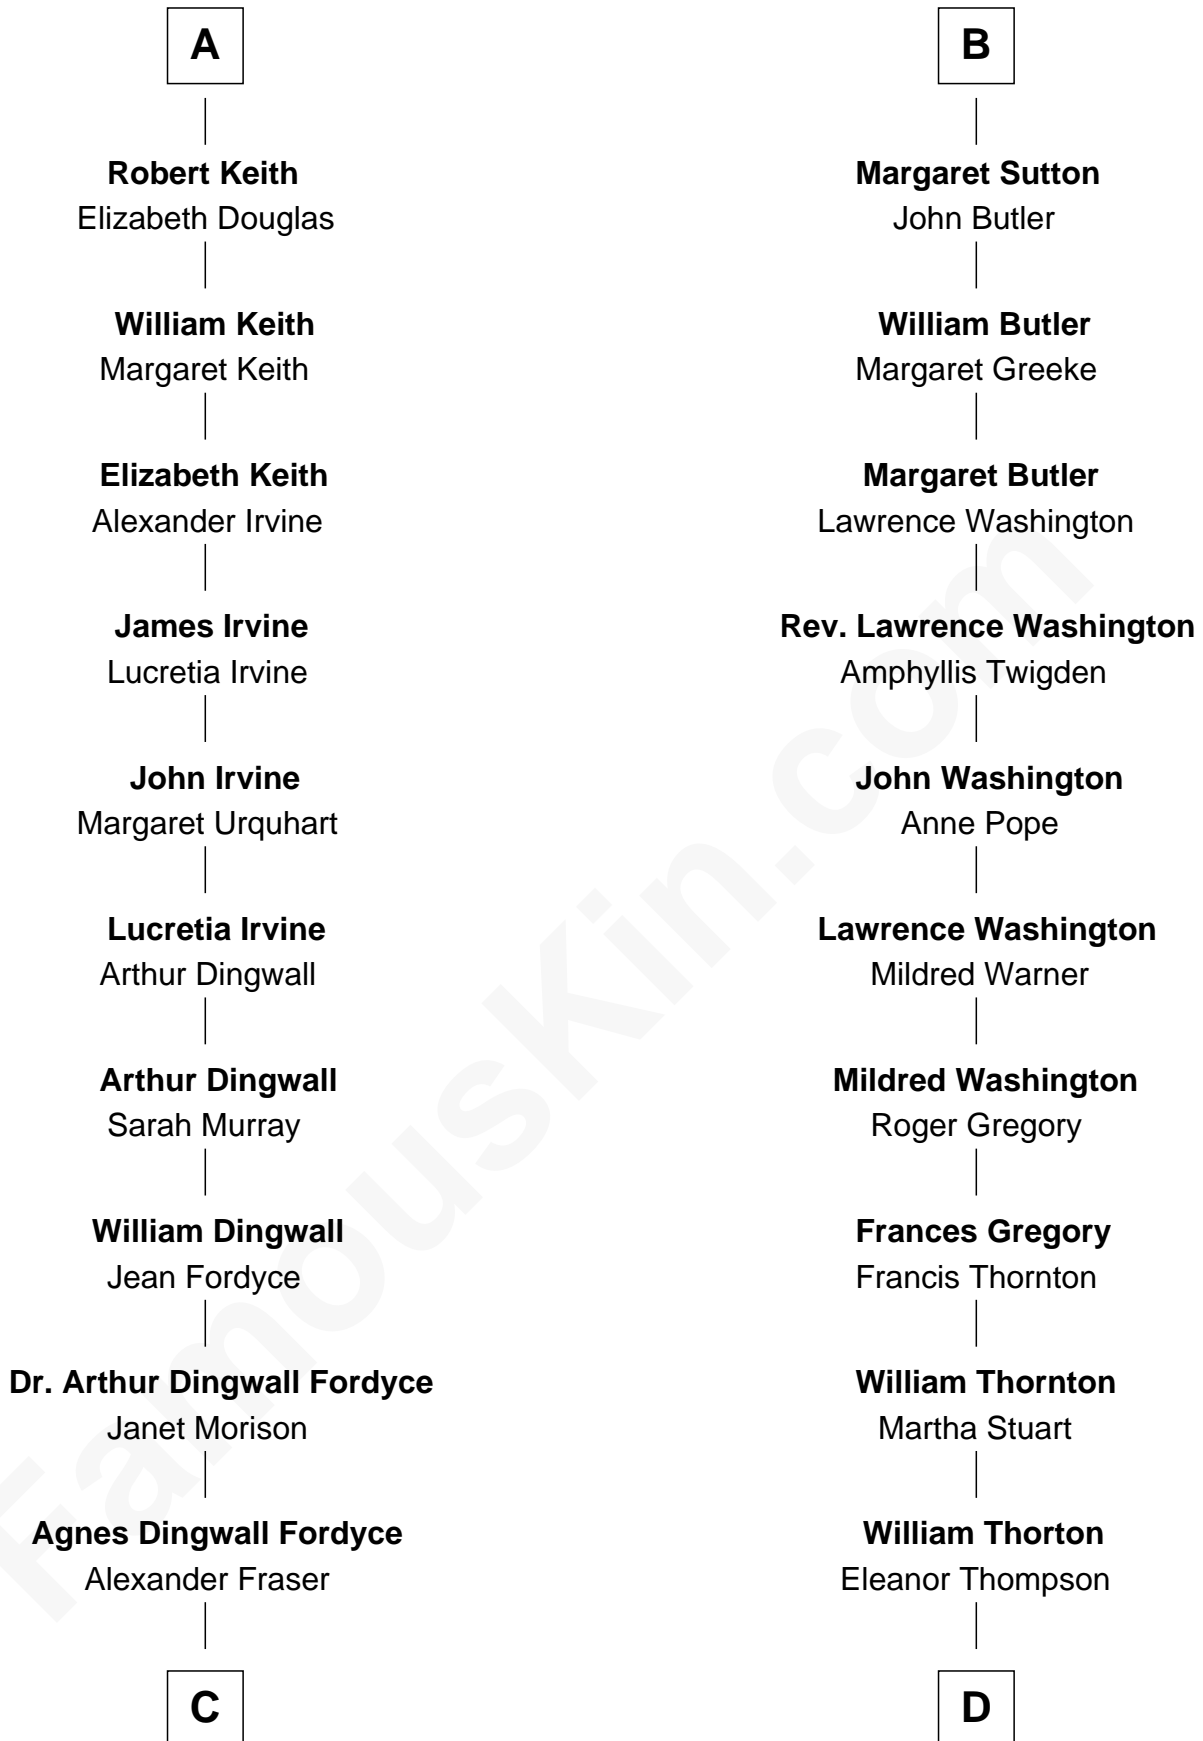 A
Robert Keith
Elizabeth Douglas
William Keith
Margaret Keith
Elizabeth Keith
Alexander Irvine
James Irvine
Lucretia Irvine
John Irvine
Margaret Urquhart
Lucretia Irvine
Arthur Dingwall
Arthur Dingwall
Sarah Murray
William Dingwall
Jean Fordyce
Dr. Arthur Dingwall Fordyce
Janet Morison
Agnes Dingwall Fordyce
Alexander Fraser
C
B
Margaret Sutton
John Butler
William Butler
Margaret Greeke
Margaret Butler
Lawrence Washington
Rev. Lawrence Washington
Amphyllis Twigden
John Washington
Anne Pope
Lawrence Washington
Mildred Warner
Mildred Washington
Roger Gregory
Frances Gregory
Francis Thornton
William Thornton
Martha Stuart
William Thorton
Eleanor Thompson
D
FamousKin.com